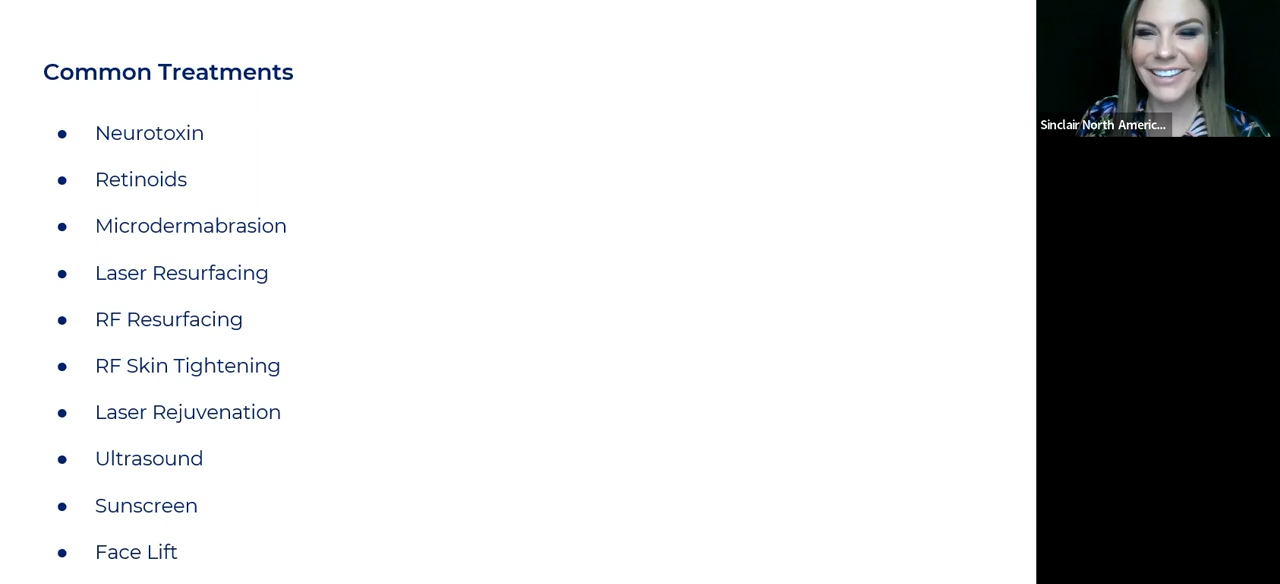 Common Treatments
● Neurotoxin
● Retinoids
● Microdermabrasion
● Laser Resurfacing
● RF Resurfacing
● RF Skin Tightening
● Laser Rejuvenation
● Ultrasound
● Sunscreen
● Face Lift
Sinclair North Americ...